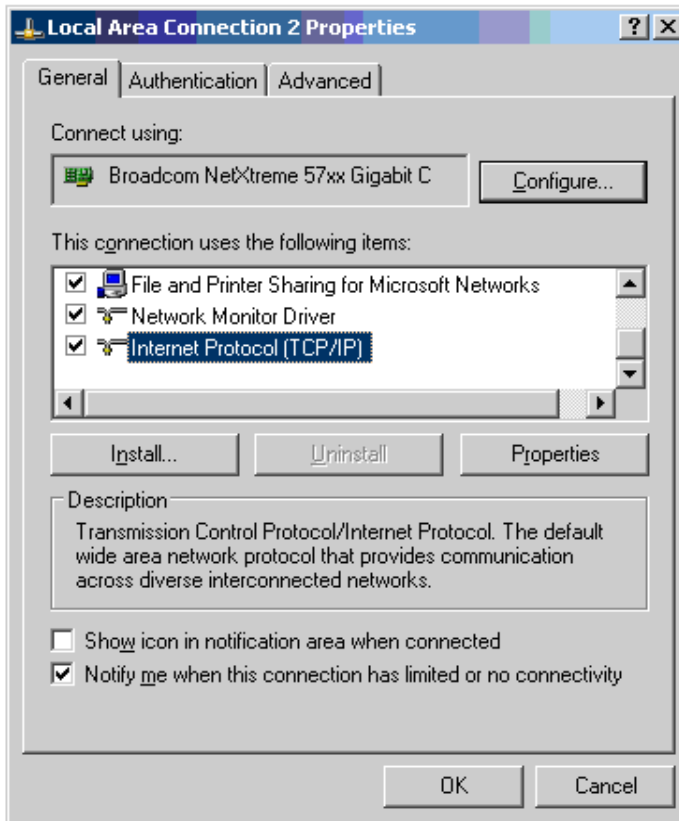 Local Area Connection 2 Properties
General Authentication Advanced
Connect using:
Broadcom NetXtreme 57xx Gigabit C
Configure...
This connection uses the following items:
File and Printer Sharing for Microsoft Networks
Network Monitor Driver
Internet Protocol (TCP/IP)
Install... Uninstall Properties
Description
Transmission Control Protocol/Internet Protocol. The default
wide area network protocol that provides communication
across diverse interconnected networks.
Show icon in notification area when connected
Notify me when this connection has limited or no connectivity
OK Cancel